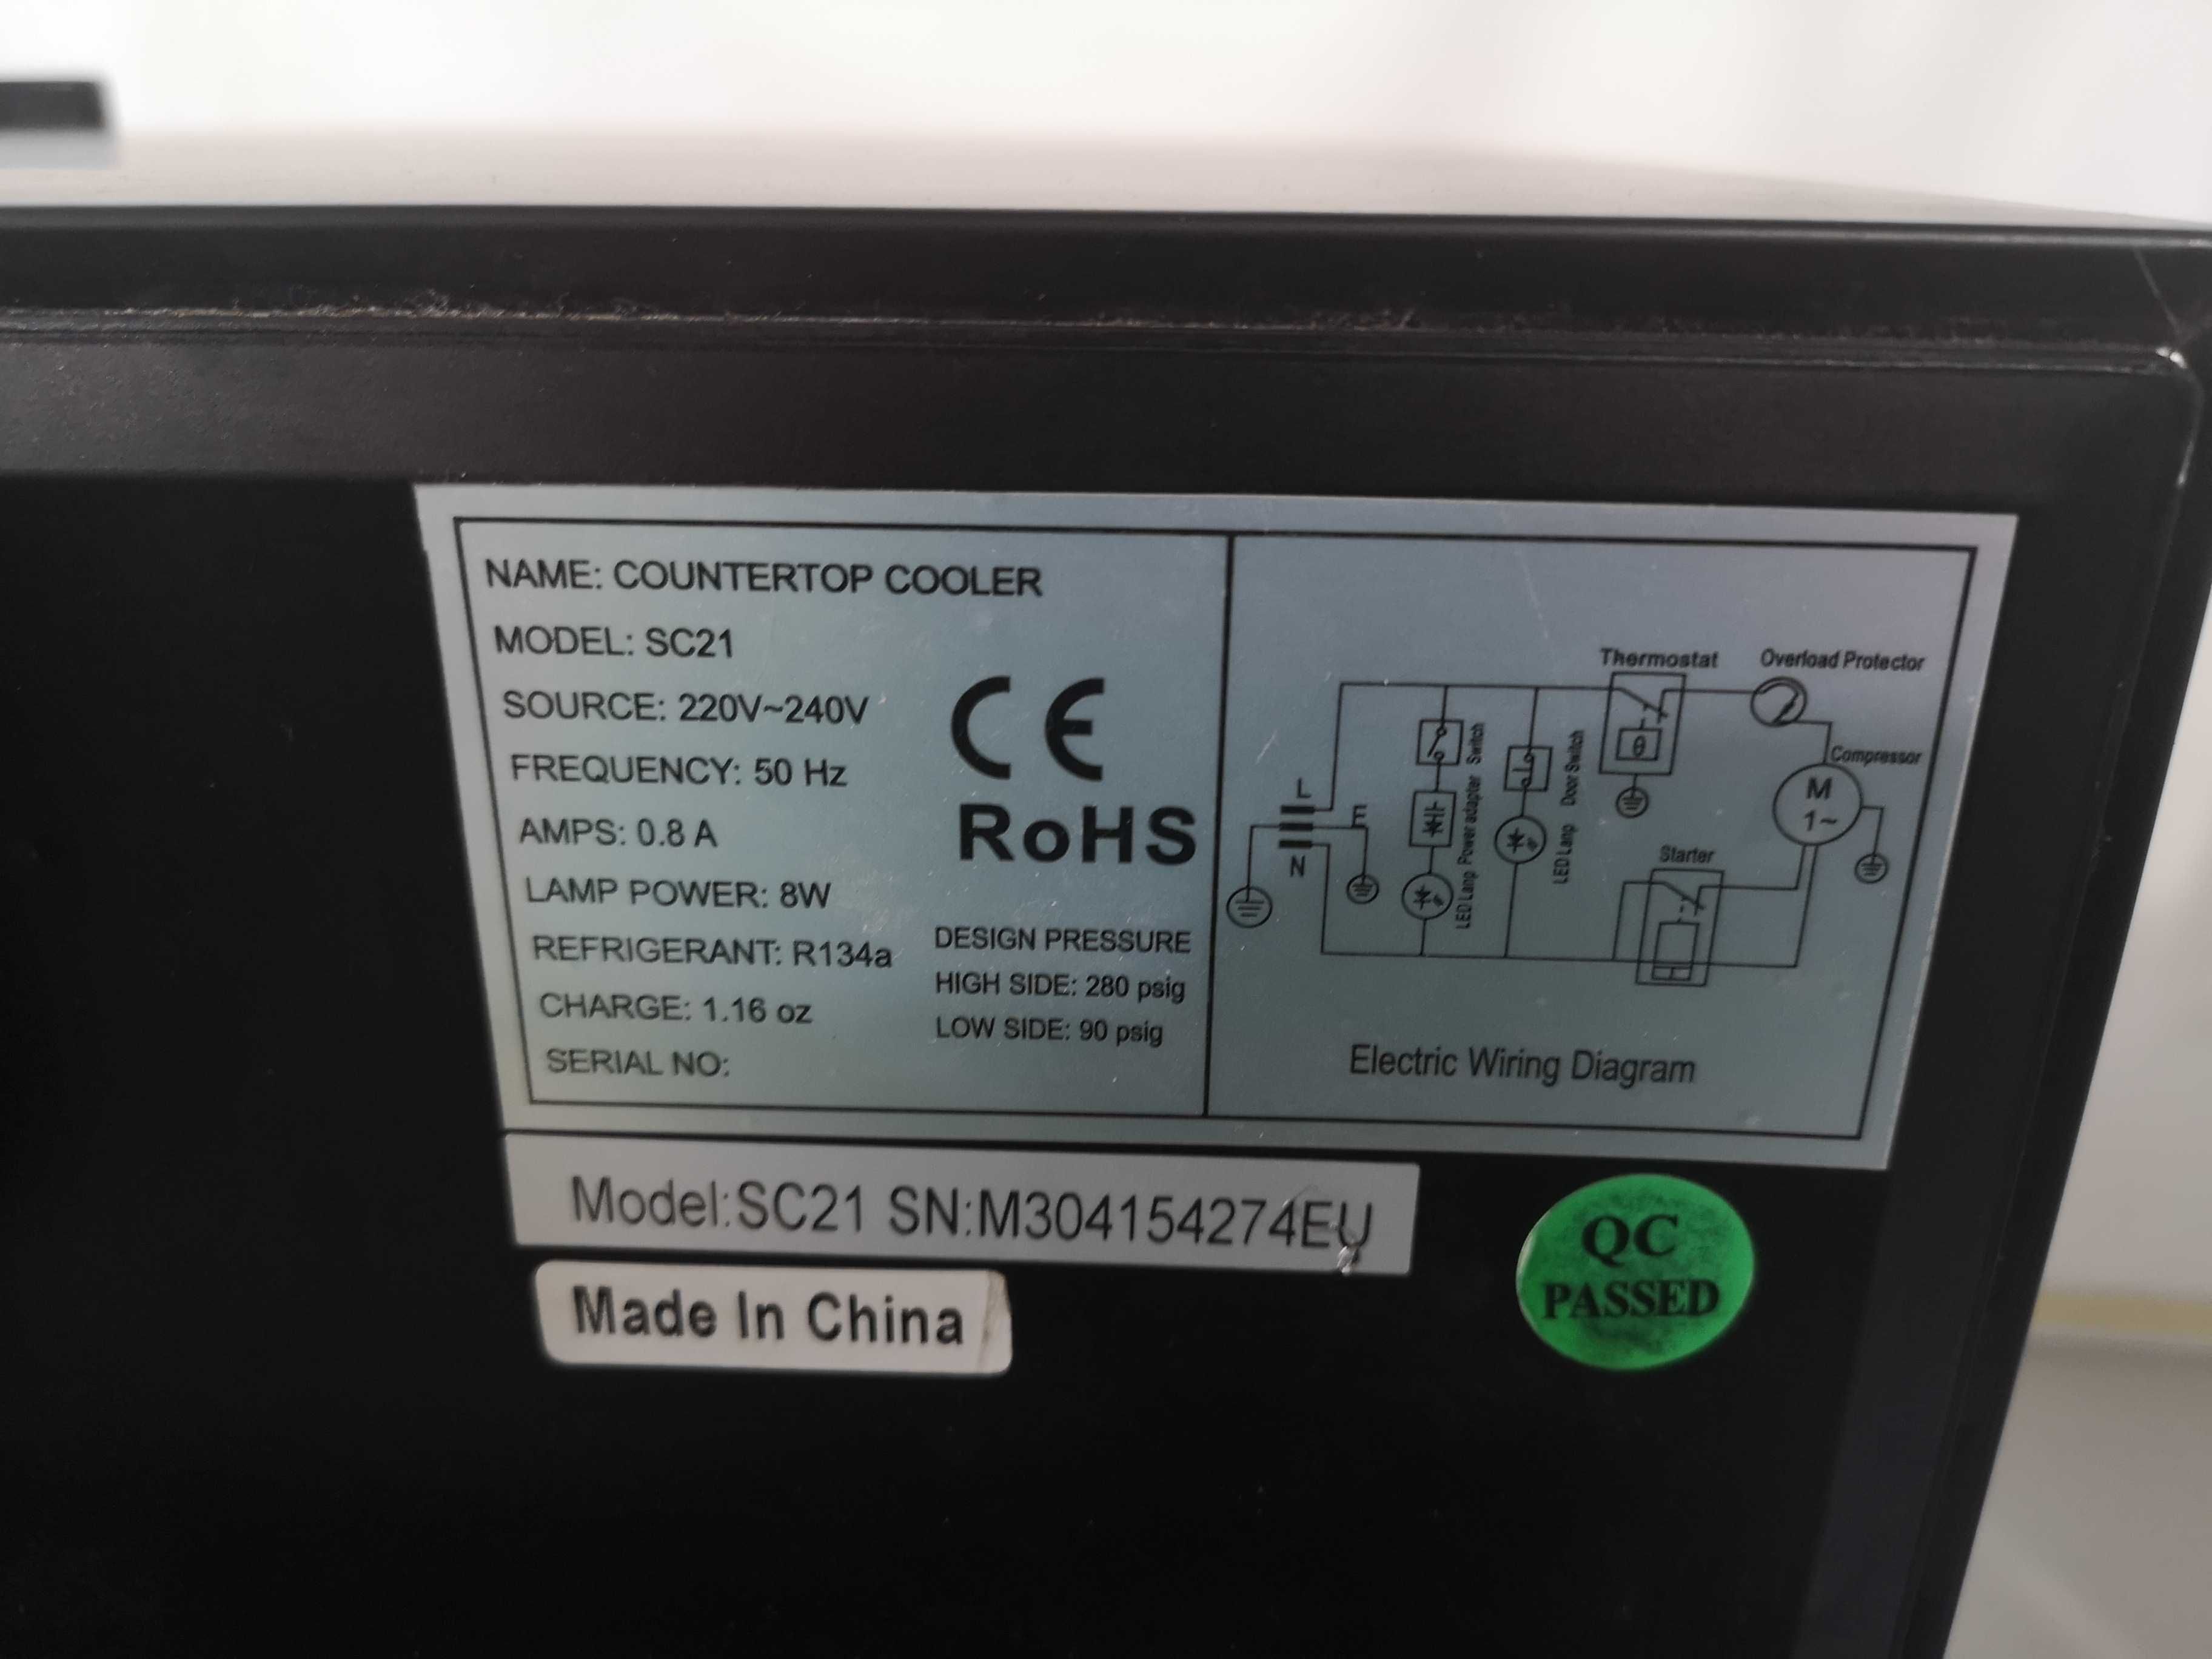 NAME: COUNTERTOP COOLER
MODEL: SC21
SOURCE: 220V~240V
FREQUENCY: 50 Hz
AMPS: 0.8 A
LAMP POWER: 8W
REFRIGERANT: R134a
CHARGE: 1.16 oz
SERIAL NO:
CE
RoHS
DESIGN PRESSURE
HIGH SIDE: 280 psig
LOW SIDE: 90 psig
Thermostat
Overload Protector
Compressor
M
1~
Starter
L
E
N
Switch
Power adapter
LED Lamp
Door Switch
LED Lamp
Electric Wiring Diagram
Model:SC21 SN:M304154274EU
Made In China
QC
PASSED